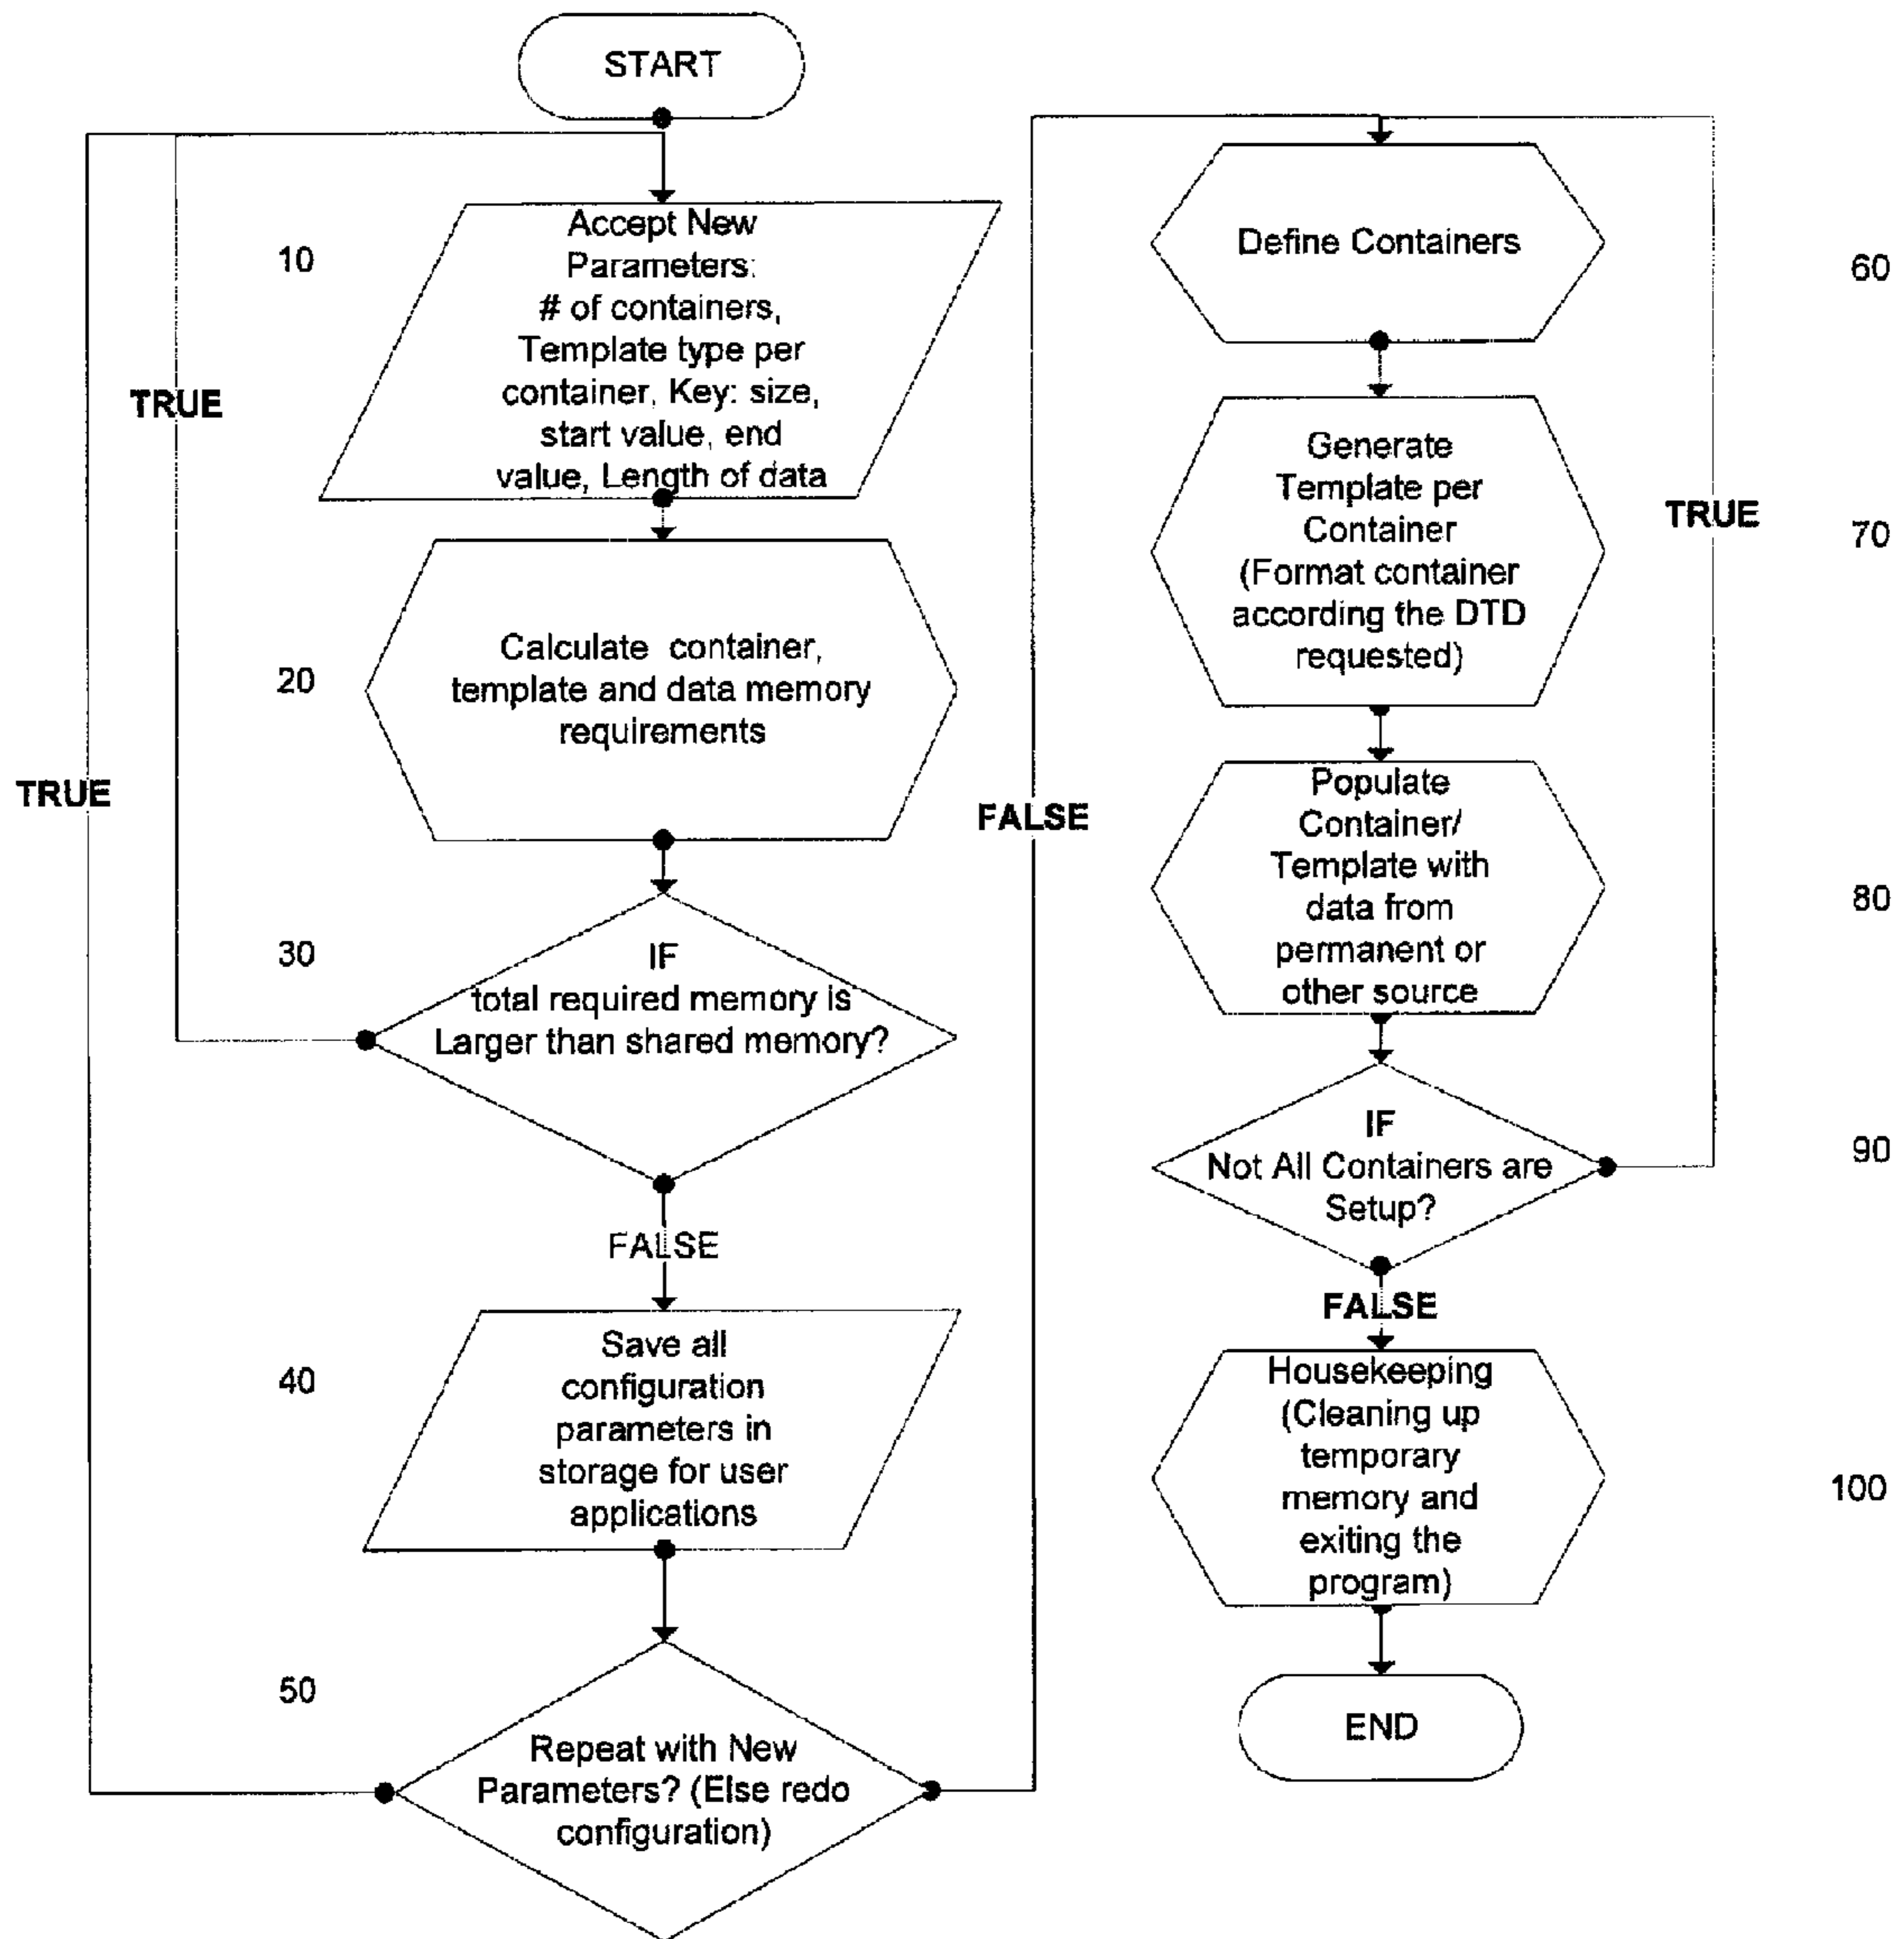 START
10
Accept New
Parameters:
# of containers,
Template type per
container, Key: size,
start value, end
value, Length of data
TRUE
20
Calculate container,
template and data memory
requirements
TRUE
30
IF
total required memory is
Larger than shared memory?
FALSE
40
Save all
configuration
parameters in
storage for user
applications
50
Repeat with New
Parameters? (Else redo
configuration)
FALSE
Define Containers
60
Generate
Template per
Container
(Format container
according the DTD
requested)
TRUE
70
Populate
Container/
Template with
data from
permanent or
other source
80
IF
Not All Containers are
Setup?
90
FALSE
Housekeeping
(Cleaning up
temporary
memory and
exiting the
program)
100
END